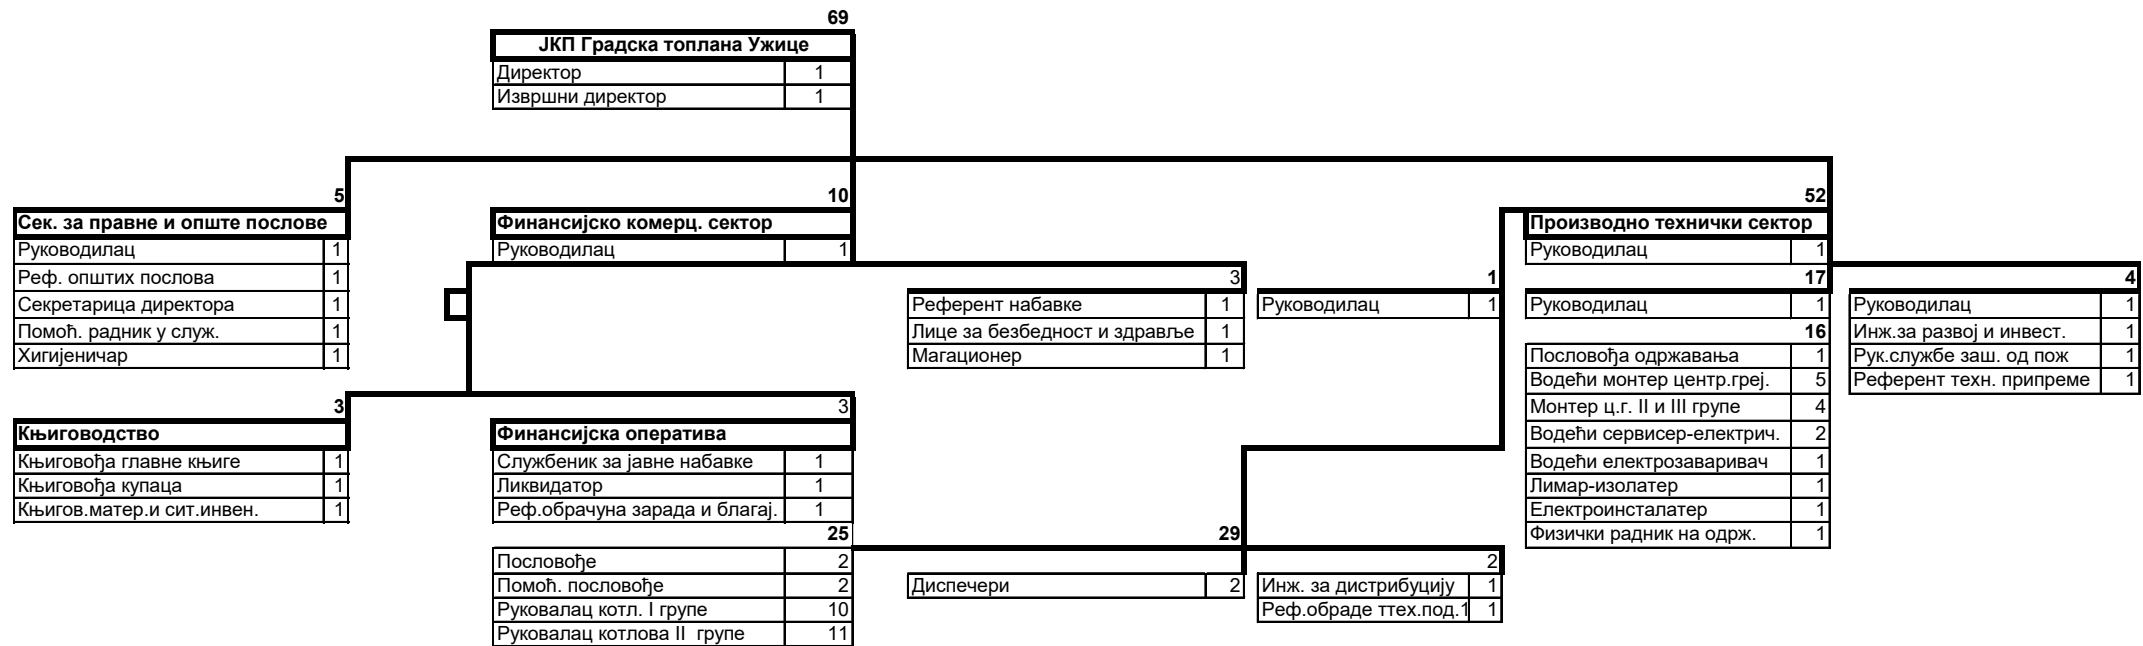 69
ЈКП Градска топлана Ужице
Директор 1
Извршни директор 1
5
Сек. за правне и опште послове
Руководилац 1
Реф. општих послова 1
Секретарица директора 1
Помоћ. радник у служ. 1
Хигијеничар 1
10
Финансијско комерц. сектор
Руководилац 1
52
Производно технички сектор
Руководилац 1
3
Референт набавке 1
Лице за безбедност и здравље 1
Магационер 1
1
Руководилац 1
17
Руководилац 1
16
Пословођа одржавања 1
Водећи монтер центр.греј. 5
Монтер ц.г. II и III групе 4
Водећи сервисер-електрич. 2
Водећи електрозаваривач 1
Лимар-изолатер 1
Електроинсталатер 1
Физички радник на одрж. 1
4
Руководилац 1
Инж.за развој и инвест. 1
Рук.службе заш. од пож 1
Референт техн. припреме 1
3
Књиговодство
Књиговођа главне књиге 1
Књиговођа купаца 1
Књигов.матер.и сит.инвен. 1
3
Финансијска оператива
Службеник за јавне набавке 1
Ликвидатор 1
Реф.обрачуна зарада и благај. 1
25
Пословође 2
Помоћ. пословође 2
Руковалац котл. I групе 10
Руковалац котлова II групе 11
29
Диспечери 2
2
Инж. за дистрибуцију 1
Реф.обраде ттех.под.1 1